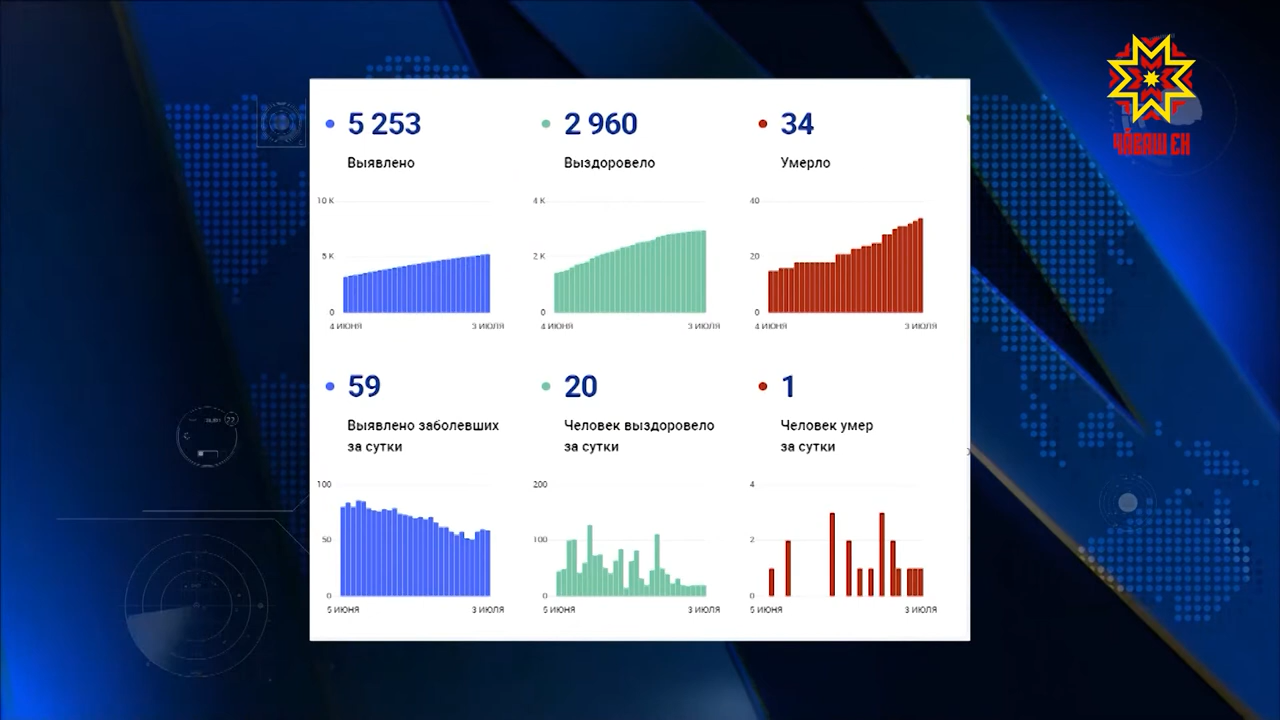 ЧӐВАШ ЕН
5 253
Выявлено
10 K
5 K
0
4 ИЮНЯ
3 ИЮЛЯ
2 960
Выздоровело
4 K
2 K
0
4 ИЮНЯ
3 ИЮЛЯ
34
Умерло
40
20
0
4 ИЮНЯ
3 ИЮЛЯ
59
Выявлено заболевших
за сутки
100
50
0
5 ИЮНЯ
3 ИЮЛЯ
20
Человек выздоровело
за сутки
200
100
0
5 ИЮНЯ
3 ИЮЛЯ
1
Человек умер
за сутки
4
2
0
5 ИЮНЯ
3 ИЮЛЯ